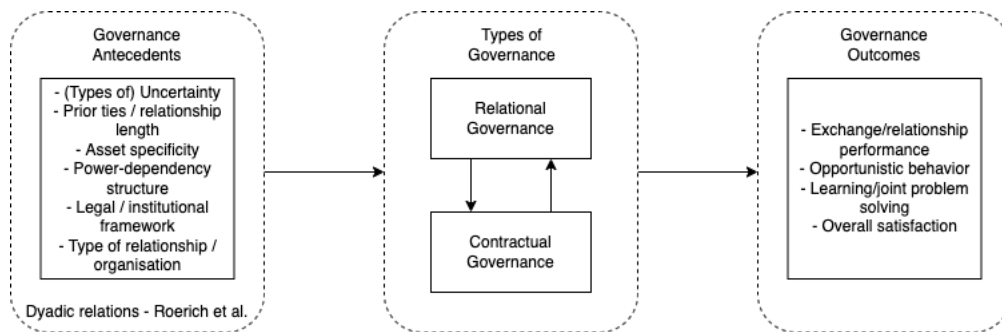 Governance
Antecedents
- (Types of) Uncertainty
- Prior ties / relationship
length
- Asset specificity
- Power-dependency
structure
- Legal / institutional
framework
- Type of relationship /
organisation
Dyadic relations - Roerich et al.
Types of
Governance
Relational
Governance
Contractual
Governance
Governance
Outcomes
- Exchange/relationship
performance
- Opportunistic behavior
- Learning/joint problem
solving
- Overall satisfaction